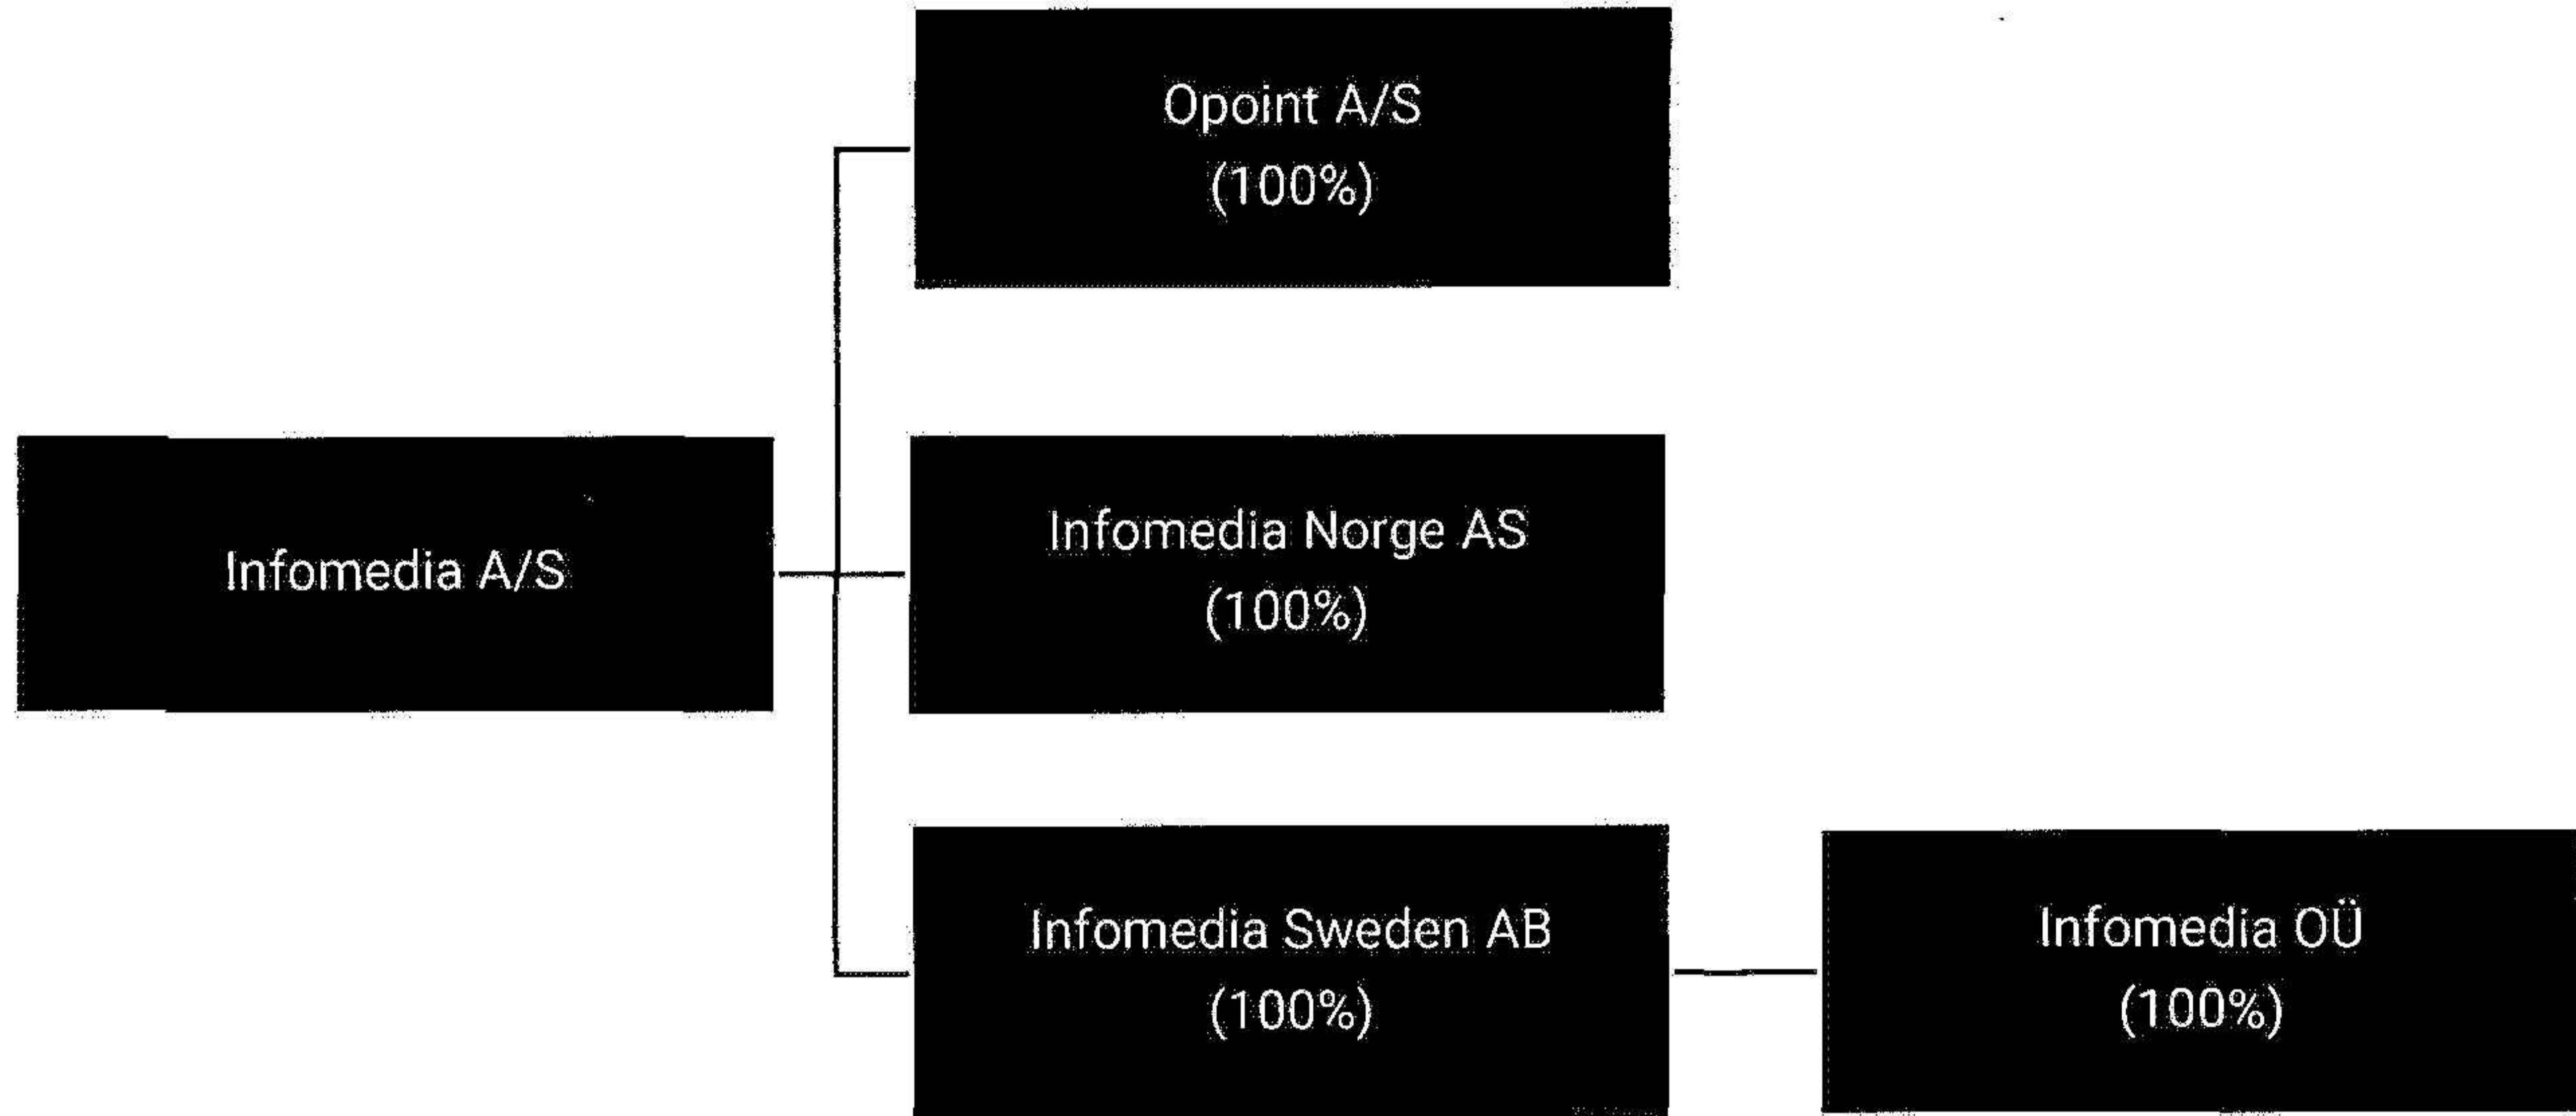 Opoint A/S
(100%)
Infomedia A/S
Infomedia Norge AS
(100%)
Infomedia Sweden AB
(100%)
Infomedia OÜ
(100%)